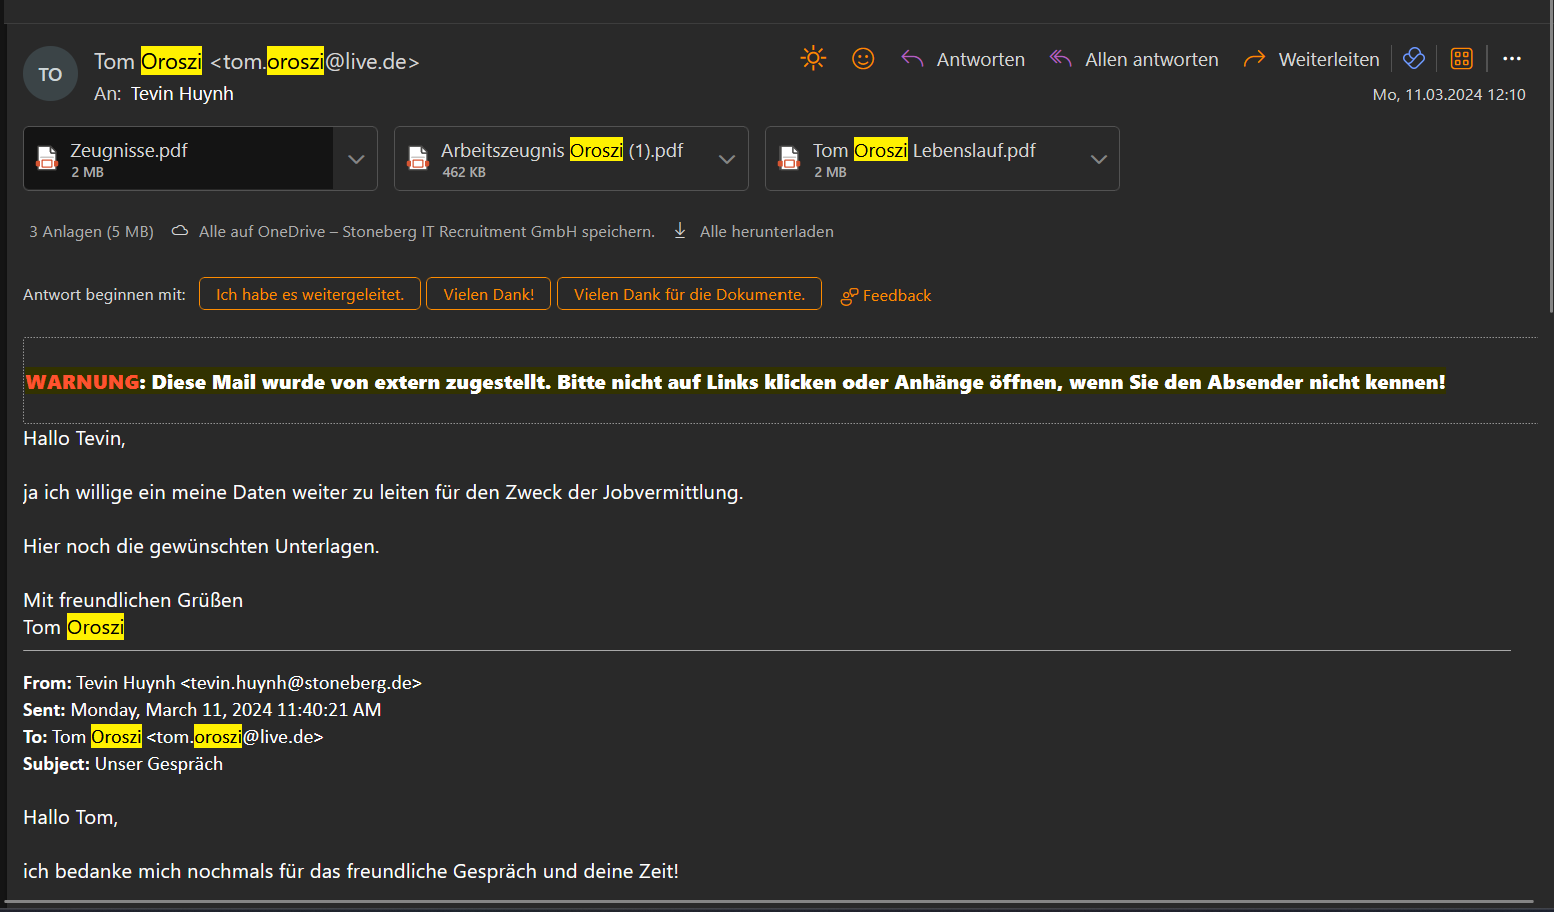 TO
Tom Oroszi <tom.oroszi@live.de>
An: Tevin Huynh
Antworten
Allen antworten
Weiterleiten
Mo, 11.03.2024 12:10
Zeugnisse.pdf
2 MB
Arbeitszeugnis Oroszi (1).pdf
462 KB
Tom Oroszi Lebenslauf.pdf
2 MB
3 Anlagen (5 MB)
Alle auf OneDrive – Stoneberg IT Recruitment GmbH speichern.
Alle herunterladen
Antwort beginnen mit:
Ich habe es weitergeleitet.
Vielen Dank!
Vielen Dank für die Dokumente.
Feedback
WARNUNG: Diese Mail wurde von extern zugestellt. Bitte nicht auf Links klicken oder Anhänge öffnen, wenn Sie den Absender nicht kennen!
Hallo Tevin,
ja ich willige ein meine Daten weiter zu leiten für den Zweck der Jobvermittlung.
Hier noch die gewünschten Unterlagen.
Mit freundlichen Grüßen
Tom Oroszi
From: Tevin Huynh <tevin.huynh@stoneberg.de>
Sent: Monday, March 11, 2024 11:40:21 AM
To: Tom Oroszi <tom.oroszi@live.de>
Subject: Unser Gespräch
Hallo Tom,
ich bedanke mich nochmals für das freundliche Gespräch und deine Zeit!